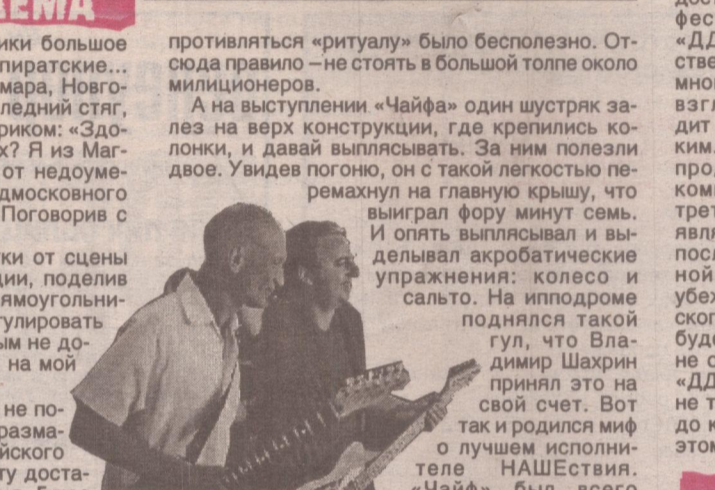 ЕМА
ики большое
пиратские...
мара, Новго-
ледний стяг,
риком: «Здо-
х? Я из Маг-
от недоуме-
дмосковного
Поговорив с
ки от сцены
ции, поделив
ямоугольни-
гулировать
ым не до-
на мой
не по-
разма-
йского
ту доста-
противляться «ритуалу» было бесполезно. От-
сюда правило – не стоять в большой толпе около
милиционеров.
А на выступлении «Чайфа» один шустряк за-
лез на верх конструкции, где крепились ко-
лонки, и давай выплясывать. За ним полезли
двое. Увидев погоню, он с такой легкостью пе-
ремахнул на главную крышу, что
выиграл фору минут семь.
И опять выплясывал и вы-
делывал акробатические
упражнения: колесо и
сальто. На ипподроме
поднялся такой
гул, что Вла-
димир Шахрин
принял это на
свой счет. Вот
так и родился миф
о лучшем исполни-
теле НАШЕствия.
«Чайф» был всего
фес
«ДД
стве
мно
взгл
дит
ким.
про
ком
трет
явля
посл
ной
убеж
ског
буде
не с
«ДД
не т
до к
этом